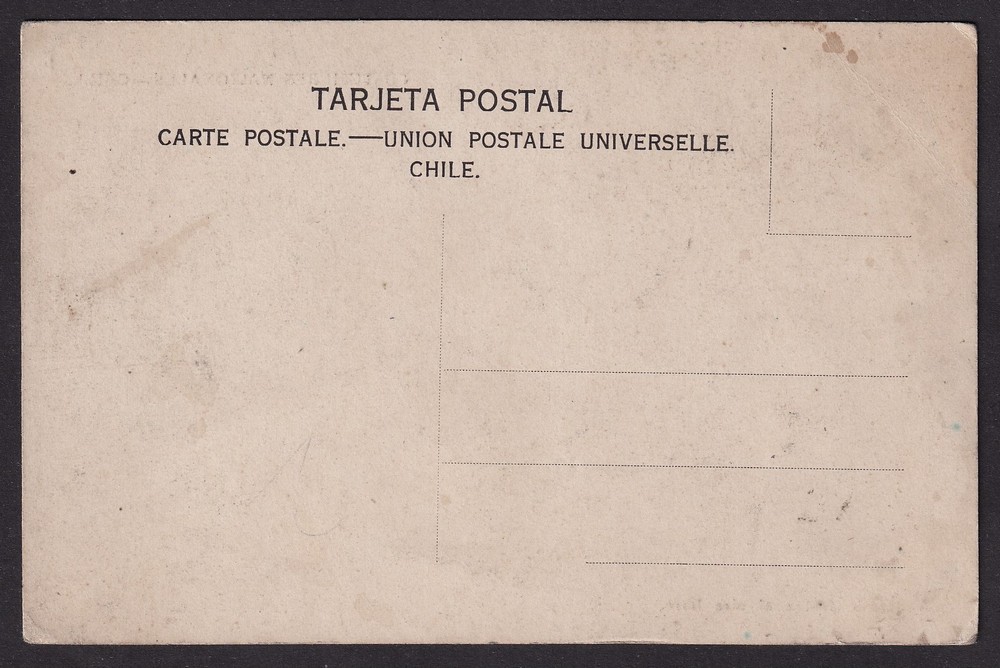 TARJETA POSTAL
CARTE POSTALE.—UNION POSTALE UNIVERSELLE.
CHILE.